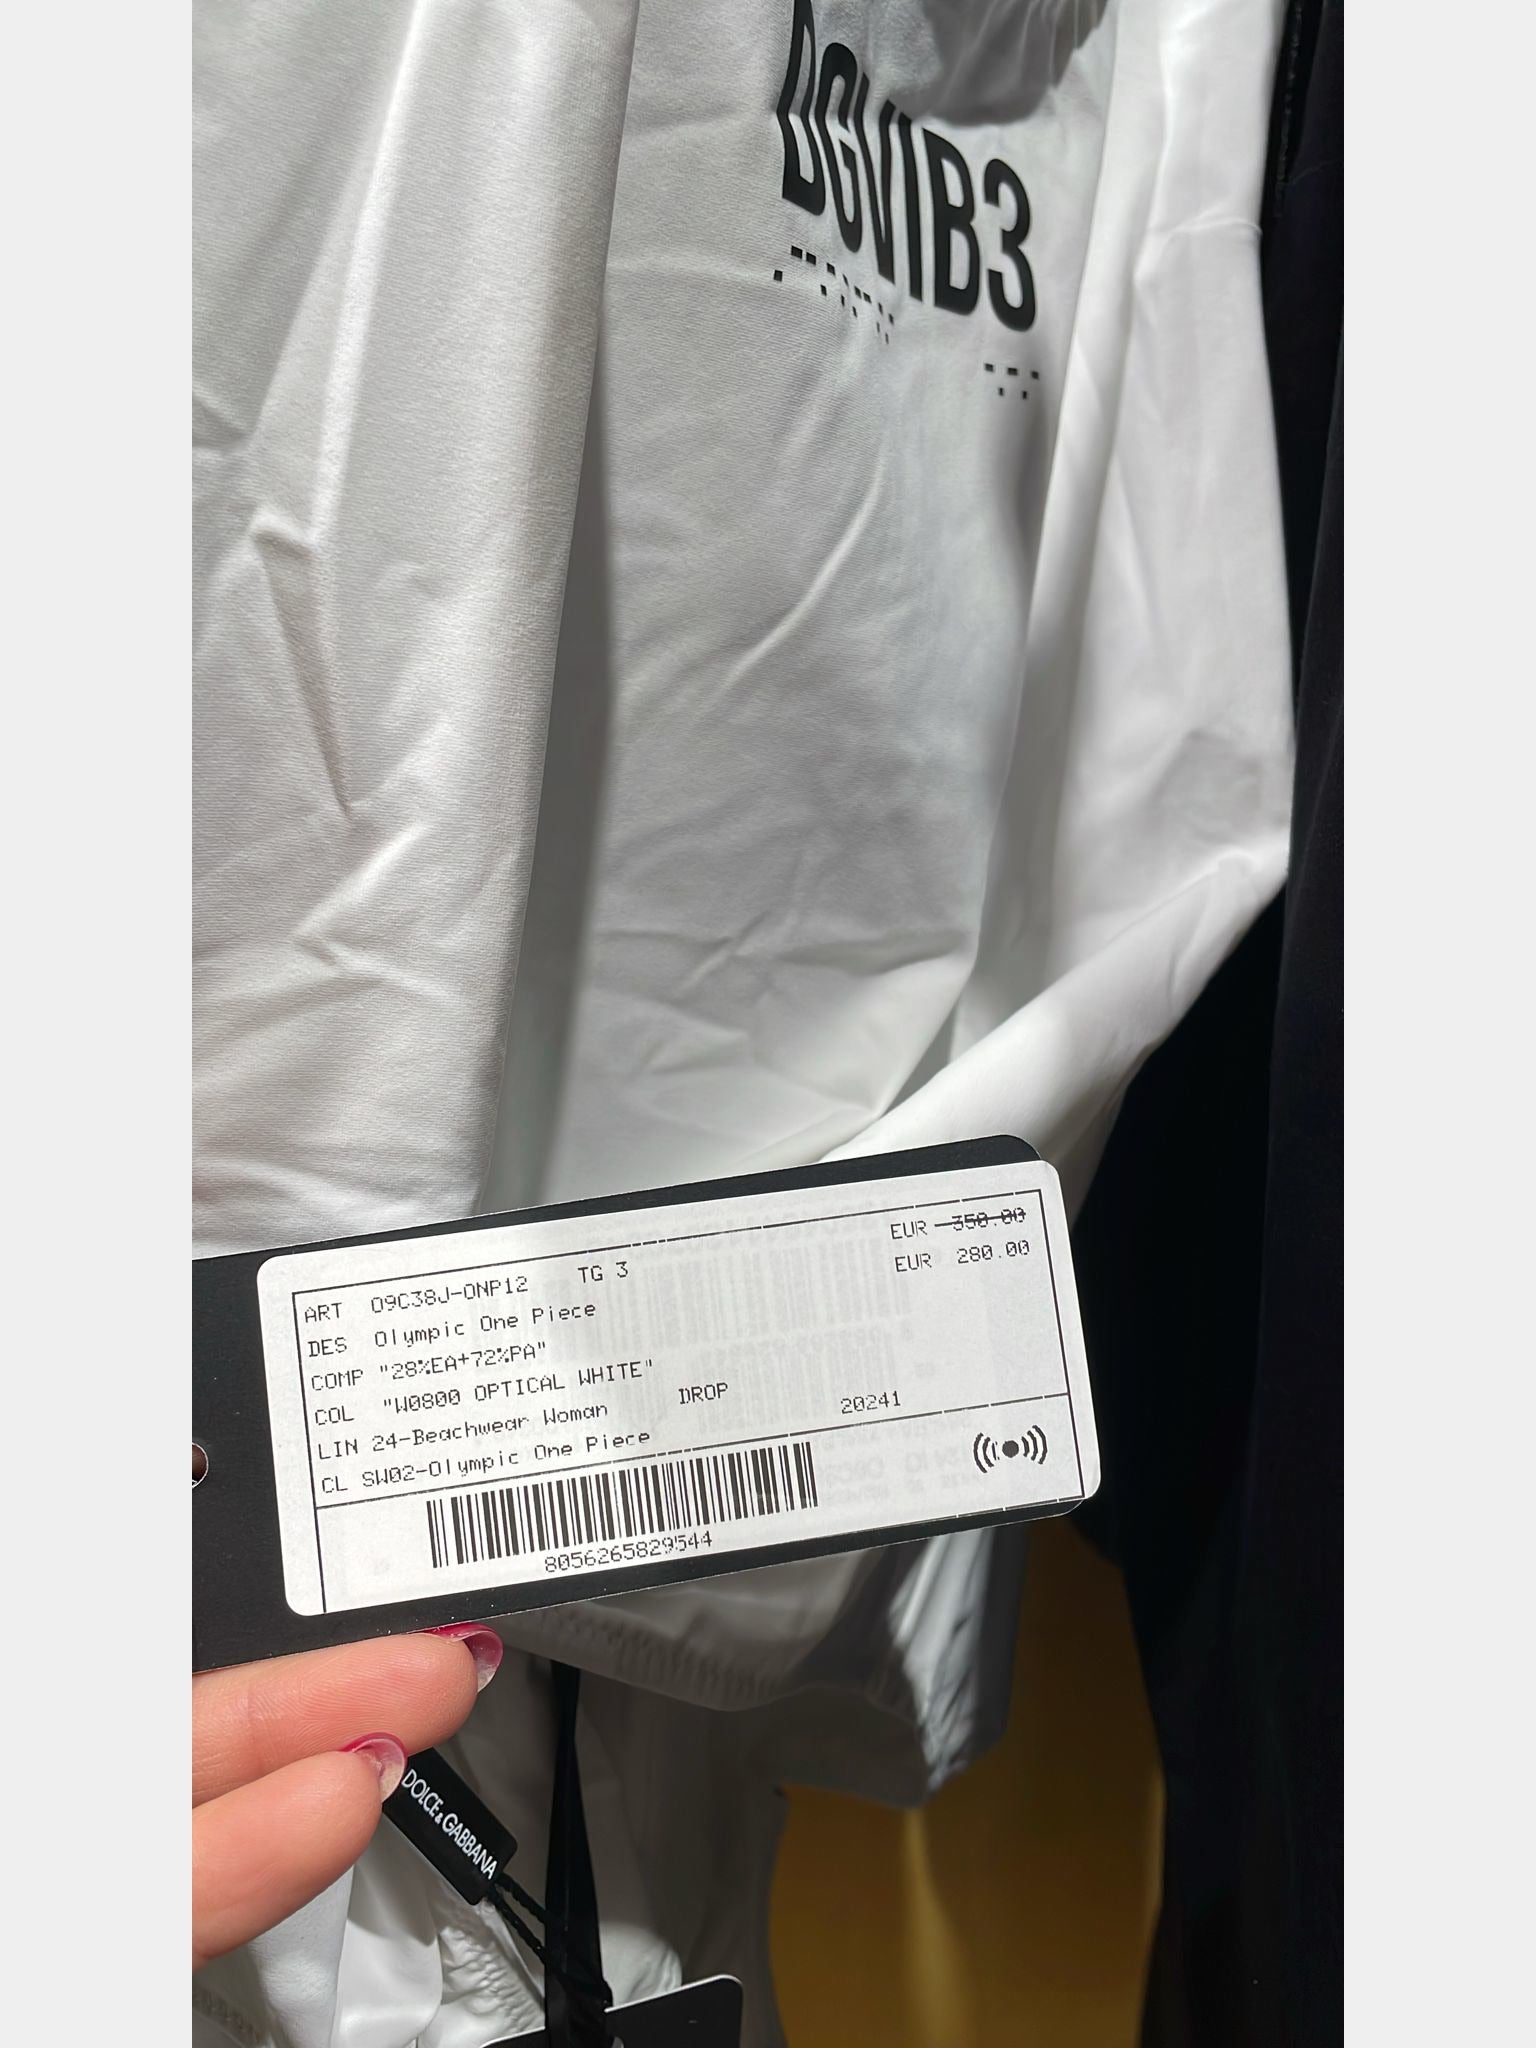 DGVIB3
EUR 350.00
ART O9C38J-ONP12 TG 3
EUR 280.00
DES Olympic One Piece
COMP "28%EA+72%PA"
COL "W0800 OPTICAL WHITE"
LIN 24-Beachwear Woman DROP 20241
CL SW02-Olympic One Piece
8056265829544
DOLCE&GABBANA